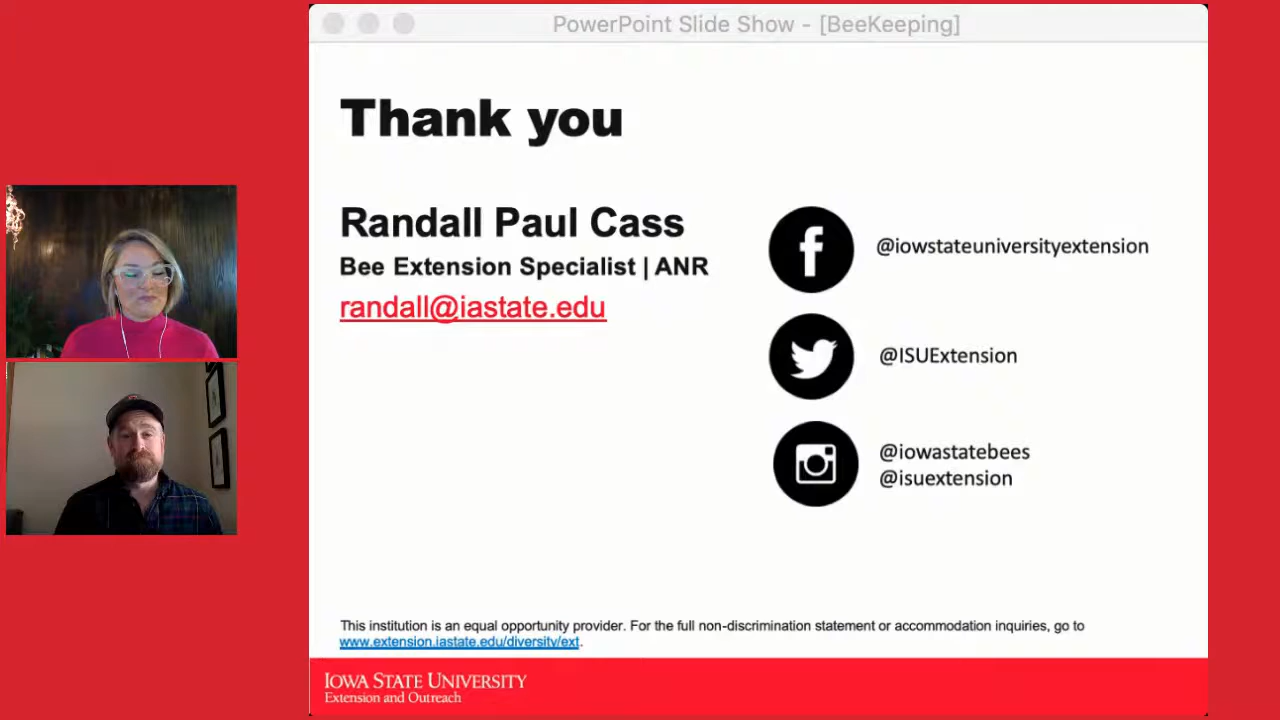 PowerPoint Slide Show - [BeeKeeping]
Thank you
Randall Paul Cass
Bee Extension Specialist | ANR
randall@iastate.edu
@iowstateuniversityextension
@ISUExtension
@iowastatebees
@isuextension
This institution is an equal opportunity provider. For the full non-discrimination statement or accommodation inquiries, go to
www.extension.iastate.edu/diversity/ext.
IOWA STATE UNIVERSITY
Extension and Outreach